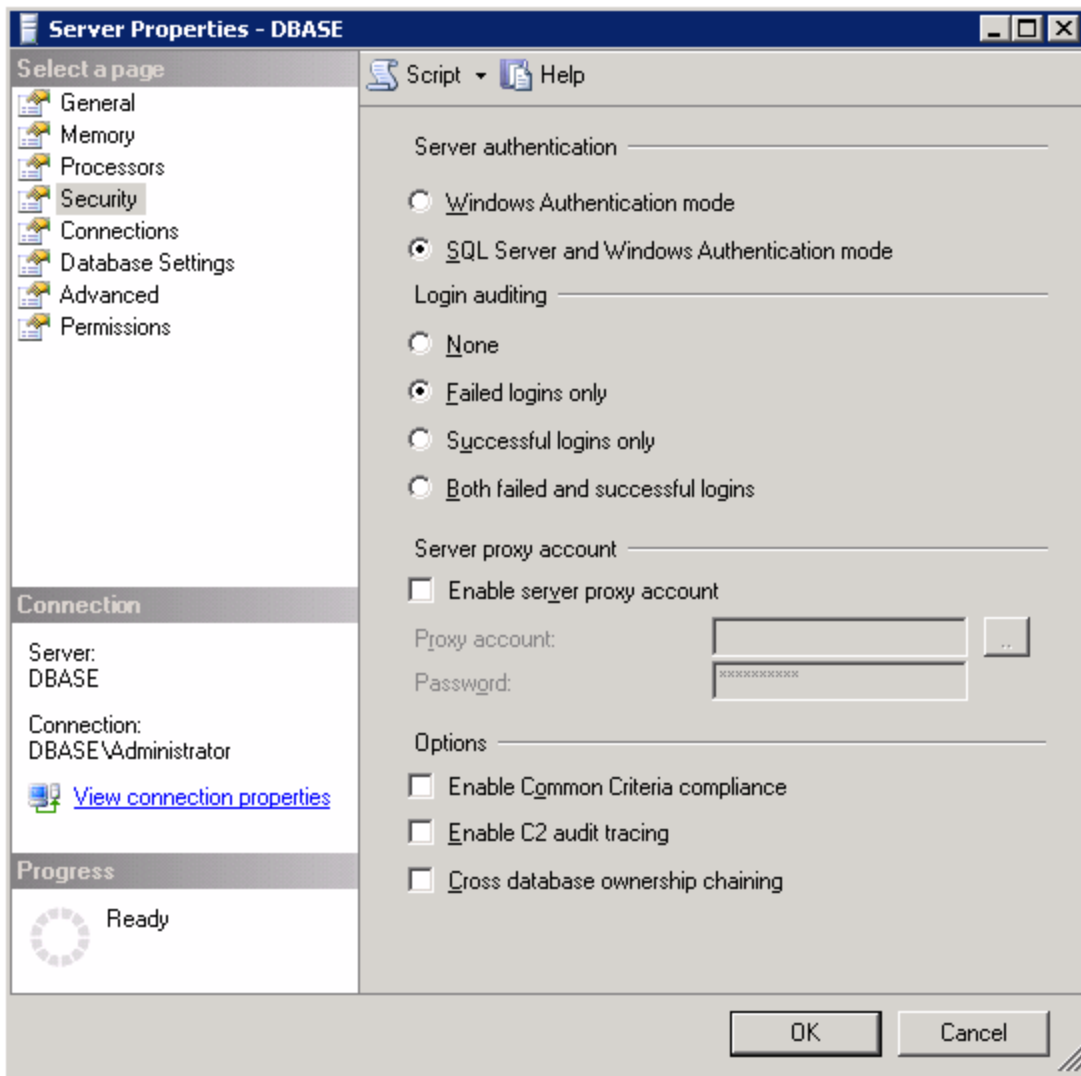 Server Properties - DBASE
Select a page
General
Memory
Processors
Security
Connections
Database Settings
Advanced
Permissions
Connection
Server:
DBASE
Connection:
DBASE\Administrator
View connection properties
Progress
Ready
Script
Help
Server authentication
Windows Authentication mode
SQL Server and Windows Authentication mode
Login auditing
None
Failed logins only
Successful logins only
Both failed and successful logins
Server proxy account
Enable server proxy account
Proxy account:
..
Password:
**********
Options
Enable Common Criteria compliance
Enable C2 audit tracing
Cross database ownership chaining
OK
Cancel